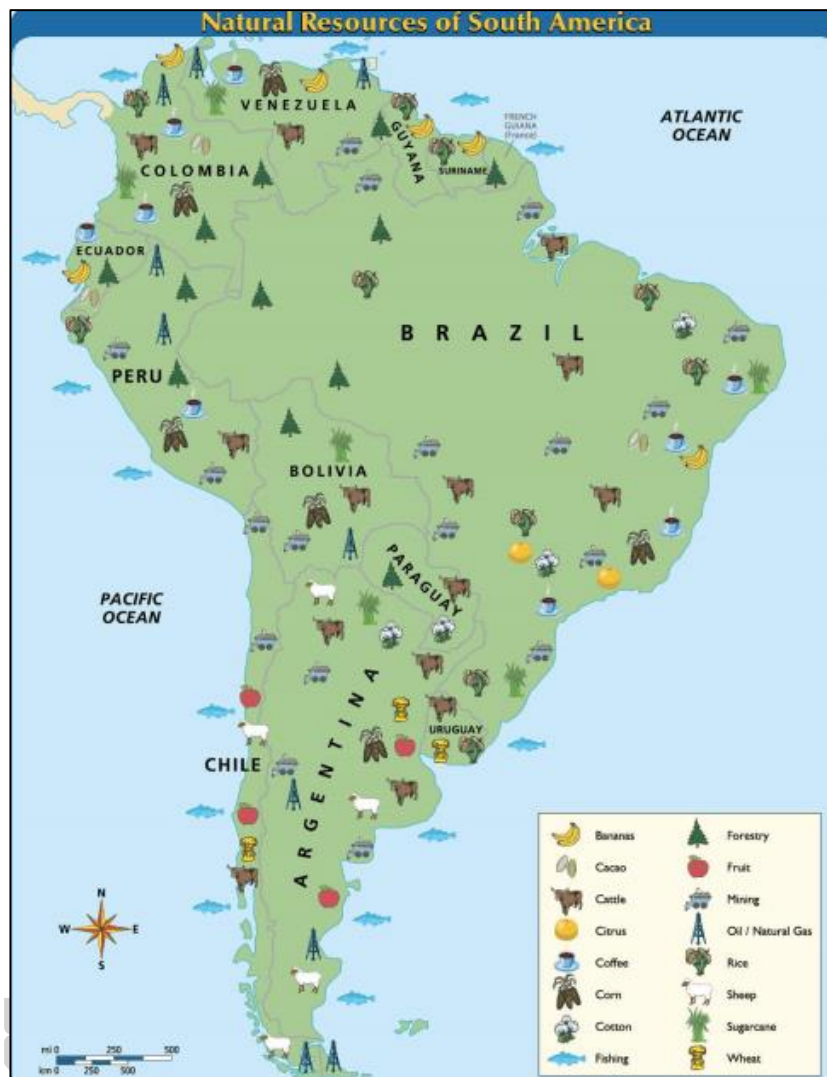 Natural Resources of South America
VENEZUELA
GUYANA
FRENCH
GUIANA
(France)
SURINAME
ATLANTIC
OCEAN
COLOMBIA
ECUADOR
BRAZIL
PERU
BOLIVIA
PARAGUAY
PACIFIC
OCEAN
ARGENTINA
URUGUAY
CHILE
Bananas
Forestry
Cacao
Fruit
Cattle
Mining
Citrus
Oil / Natural Gas
Coffee
Rice
Corn
Sheep
Cotton
Sugarcane
Fishing
Wheat
N
W E
S
mi 0 250 500
km 0 250 500